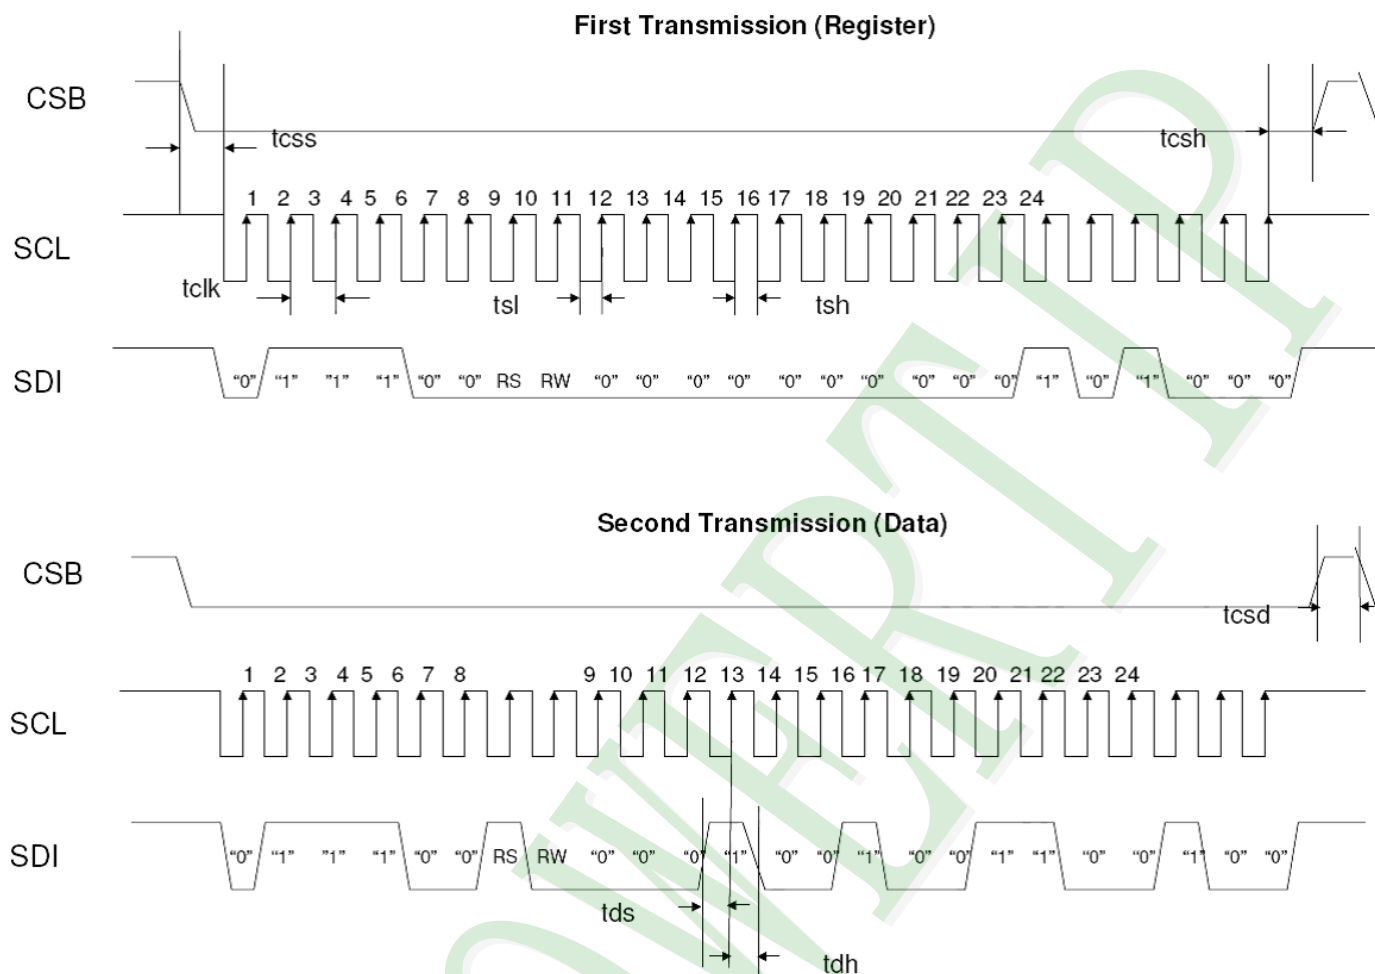 First Transmission (Register)
CSB
tcss
tcsh
1 2 3 4 5 6 7 8 9 10 11 12 13 14 15 16 17 18 19 20 21 22 23 24
SCL
tclk
tsl
tsh
SDI
“0” “1” ”1” “1” “0” “0” RS RW “0” “0” “0” “0” “0” “0” “0” “0” “0” “0” “1” “0” “1” “0” “0” “0”
Second Transmission (Data)
CSB
tcsd
1 2 3 4 5 6 7 8 9 10 11 12 13 14 15 16 17 18 19 20 21 22 23 24
SCL
SDI
“0” “1” ”1” “1” “0” “0” RS RW “0” “0” “0” “1” “0” “0” “1” “0” “0” “1” “1” “0” “0” “1” “0” “0”
tds
tdh